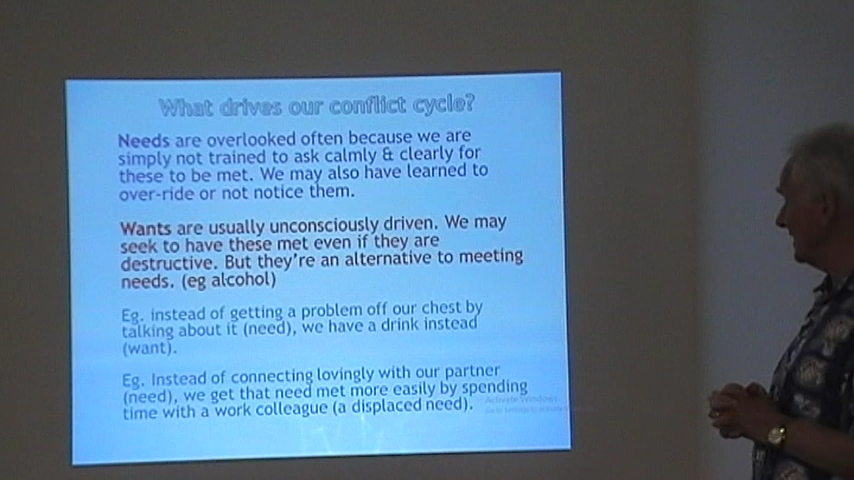 What drives our conflict cycle?
Needs are overlooked often because we are
simply not trained to ask calmly & clearly for
these to be met. We may also have learned to
over-ride or not notice them.
Wants are usually unconsciously driven. We may
seek to have these met even if they are
destructive. But they're an alternative to meeting
needs. (eg alcohol)
Eg. instead of getting a problem off our chest by
talking about it (need), we have a drink instead
(want).
Eg. Instead of connecting lovingly with our partner
(need), we get that need met more easily by spending
time with a work colleague (a displaced need).
Activate Windows